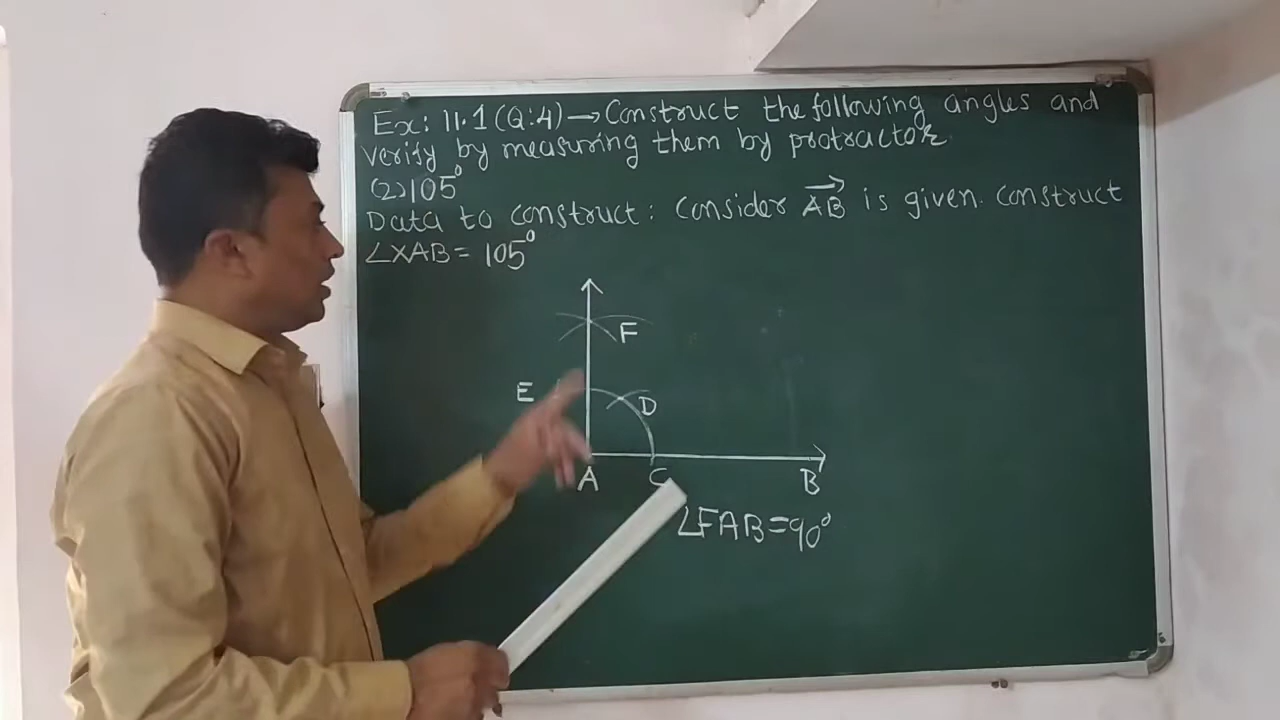 Ex: 11.1 (Q:4) → Construct the following angles and
verify by measuring them by protractor.
(2) 105°
Data to construct: Consider AB is given. construct
∠XAB = 105°
F
E
D
A
C
B
∠FAB = 90°